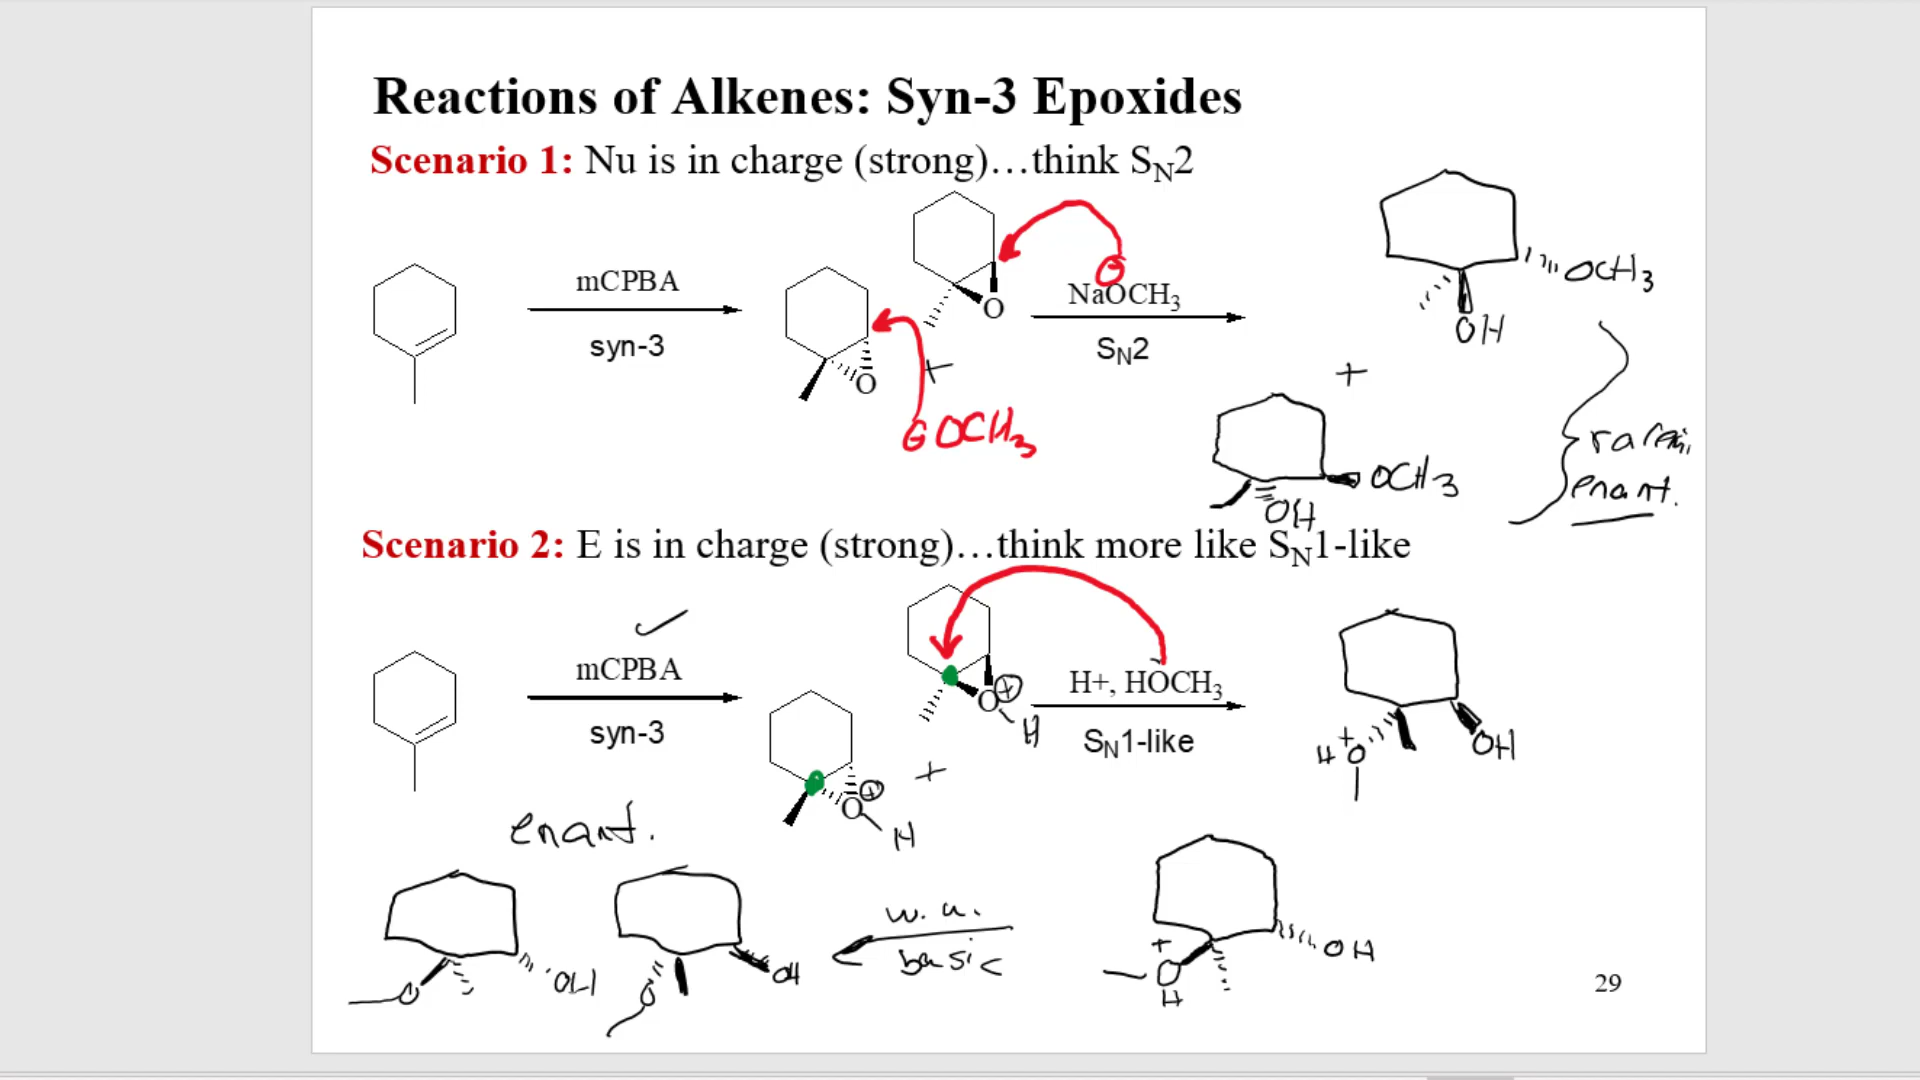 Reactions of Alkenes: Syn-3 Epoxides
Scenario 1: Nu is in charge (strong)…think SN2
mCPBA
syn-3
O
O
+
⊖OCH3
NaOCH3
⊖
SN2
OCH3
OH
+
OCH3
OH
enant.
Scenario 2: E is in charge (strong)…think more like SN1-like
mCPBA
syn-3
O
⊕
H
+
O
⊕
H
H+, HOCH3
SN1-like
H O +
OH
enant.
O
OH
O
OH
w.u.
basic
+
O
H
OH
29